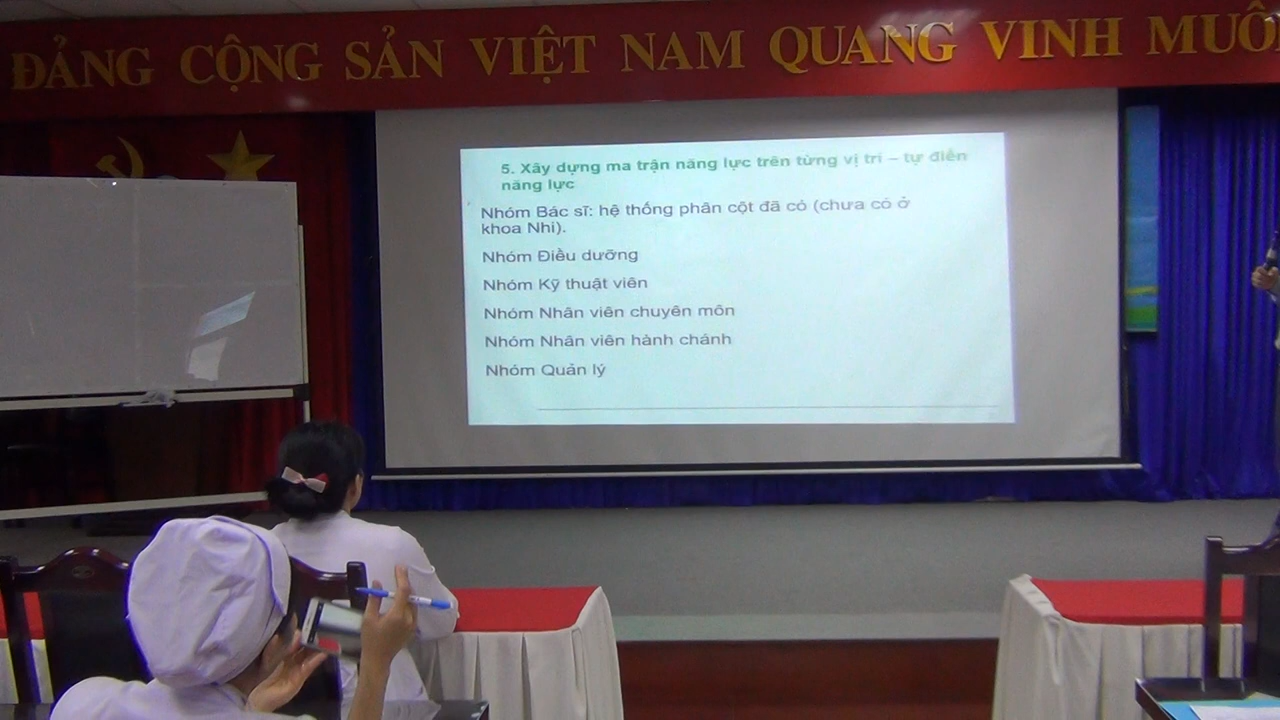 ĐẢNG CỘNG SẢN VIỆT NAM QUANG VINH MUÔ
5. Xây dựng ma trận năng lực trên từng vị trí – tự điển
năng lực
Nhóm Bác sĩ: hệ thống phân cột đã có (chưa có ở
khoa Nhi).
Nhóm Điều dưỡng
Nhóm Kỹ thuật viên
Nhóm Nhân viên chuyên môn
Nhóm Nhân viên hành chánh
Nhóm Quản lý